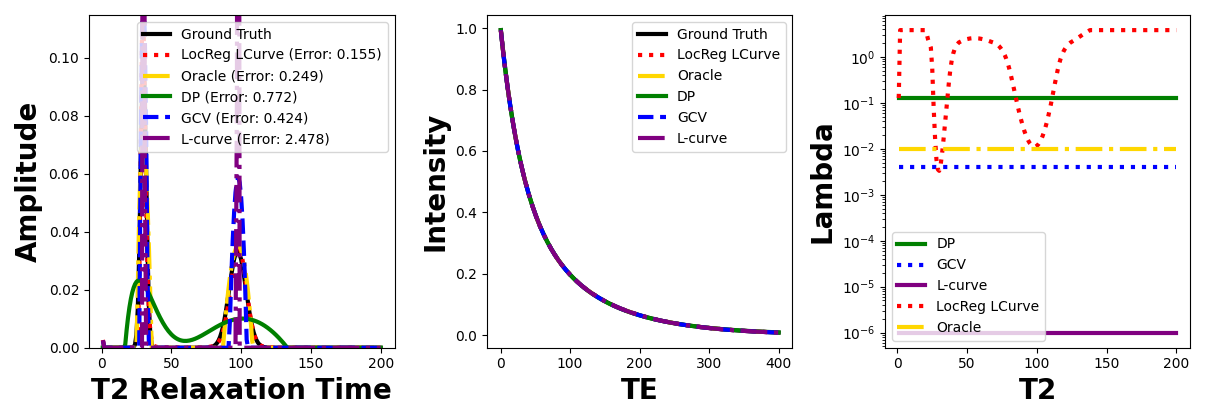 Amplitude
0.10
0.08
0.06
0.04
0.02
0.00
Ground Truth
LocReg LCurve (Error: 0.155)
Oracle (Error: 0.249)
DP (Error: 0.772)
GCV (Error: 0.424)
L-curve (Error: 2.478)
0 50 100 150 200
T2 Relaxation Time
Intensity
1.0
0.8
0.6
0.4
0.2
0.0
Ground Truth
LocReg LCurve
Oracle
DP
GCV
L-curve
0 100 200 300 400
TE
Lambda
10⁰
10⁻¹
10⁻²
10⁻³
10⁻⁴
10⁻⁵
10⁻⁶
DP
GCV
L-curve
LocReg LCurve
Oracle
0 50 100 150 200
T2